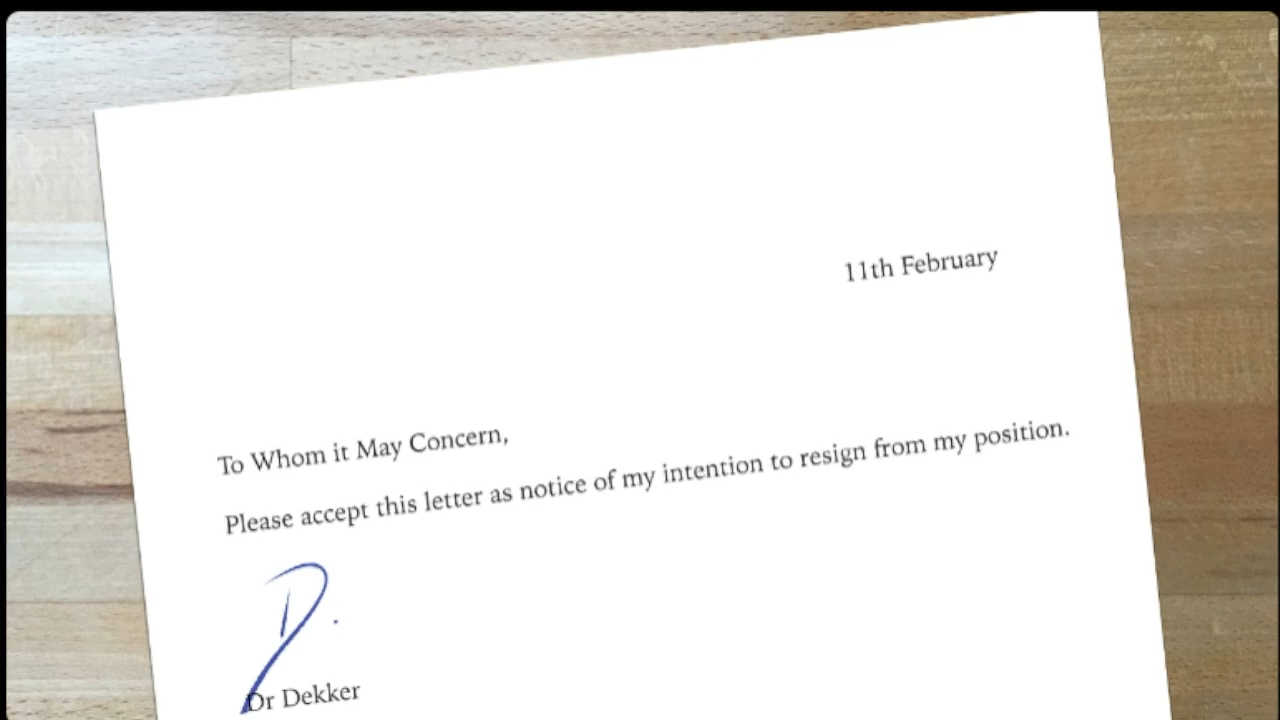 11th February
To Whom it May Concern,
Please accept this letter as notice of my intention to resign from my position.
D.
Dr Dekker